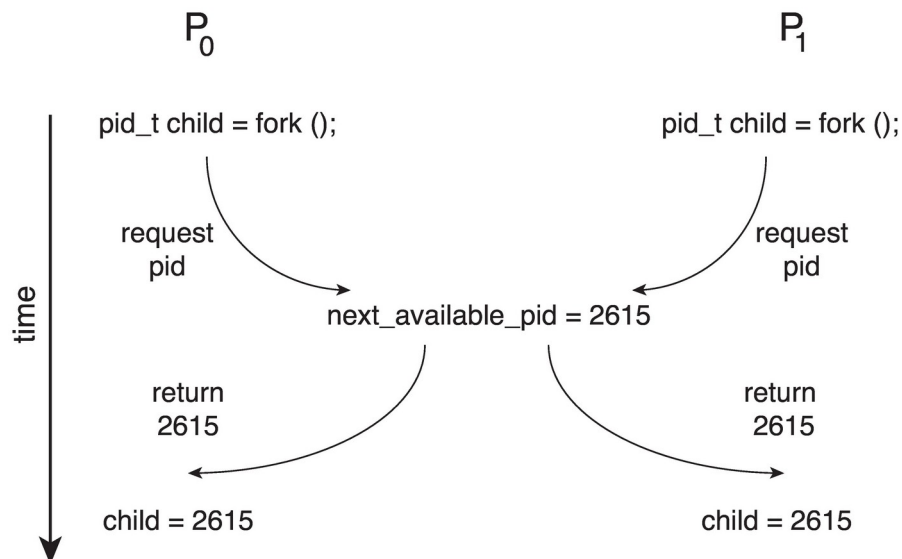 P0 P1
pid_t child = fork (); pid_t child = fork ();
request request
pid pid
time
next_available_pid = 2615
return return
2615 2615
child = 2615 child = 2615